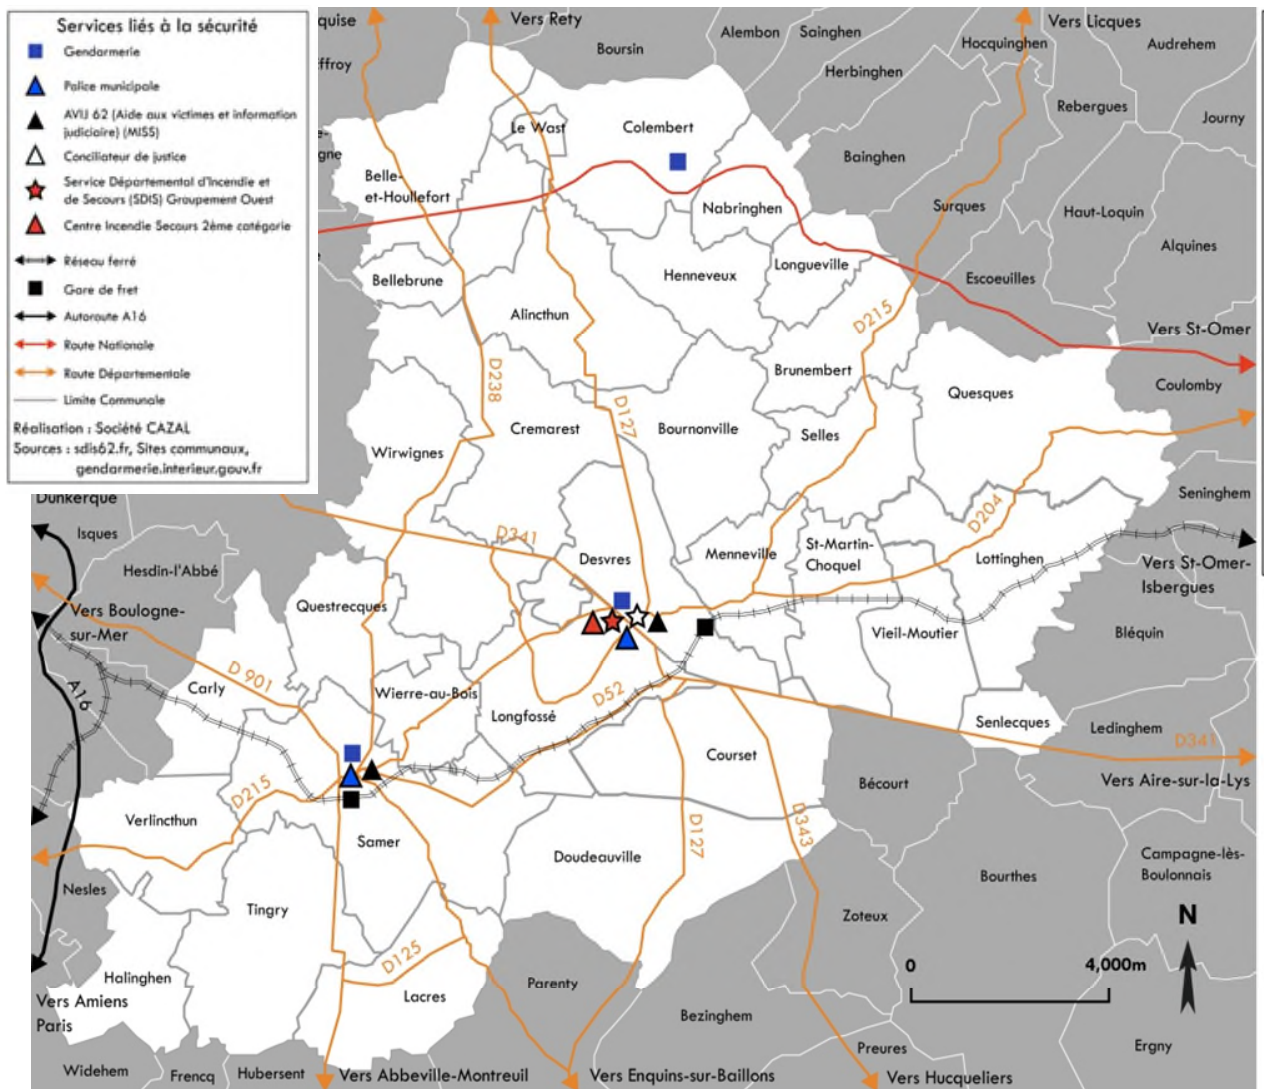 Services liés à la sécurité
Gendarmerie
Police municipale
AVIJ 62 (Aide aux victimes et information
judiciaire) (MISS)
Conciliateur de justice
Service Départemental d'Incendie et
de Secours (SDIS) Groupement Ouest
Centre Incendie Secours 2ème catégorie
Réseau ferré
Gare de fret
Autoroute A16
Route Nationale
Route Départementale
Limite Communale
Réalisation : Société CAZAL
Sources : sdis62.fr, Sites communaux,
gendarmerie.interieur.gouv.fr
quise
Vers Rety
Vers Licques
Boursin
Alembon
Sainghen
Hocquinghen
Audrehem
ffroy
Herbinghen
Rebergues
Journy
Le Wast
Colembert
Bainghen
gne
Belle-
et-Houllefort
Nabringhen
Surques
Haut-Loquin
Alquines
Bellebrune
Henneveux
Longueville
Escoeuilles
Alincthun
D215
Vers St-Omer
D238
Brunembert
Quesques
Coulomby
D127
Cremarest
Bournonville
Selles
Wirwignes
Seninghem
Dunkerque
Isques
D341
D204
Desvres
Menneville
St-Martin-
Choquel
Lottinghen
Hesdin-l'Abbé
Vers St-Omer-
Isbergues
Vers Boulogne-
sur-Mer
Questrecques
Vieil-Moutier
Bléquin
Carly
D 901
A16
Wierre-au-Bois
D52
Longfossé
Senlecques
Ledinghem
D341
Courset
Bécourt
Vers Aire-sur-la-Lys
D215
Verlincthun
Samer
Doudeauville
D127
D343
Campagne-lès-
Boulonnais
Bourthes
Nesles
Tingry
Zoteux
N
D125
Halinghen
Lacres
Parenty
0
4,000m
Vers Amiens
Paris
Bezinghem
Ergny
Preures
Widehem
Frencq
Hubersent
Vers Abbeville-Montreuil
Vers Enquins-sur-Baillons
Vers Hucqueliers